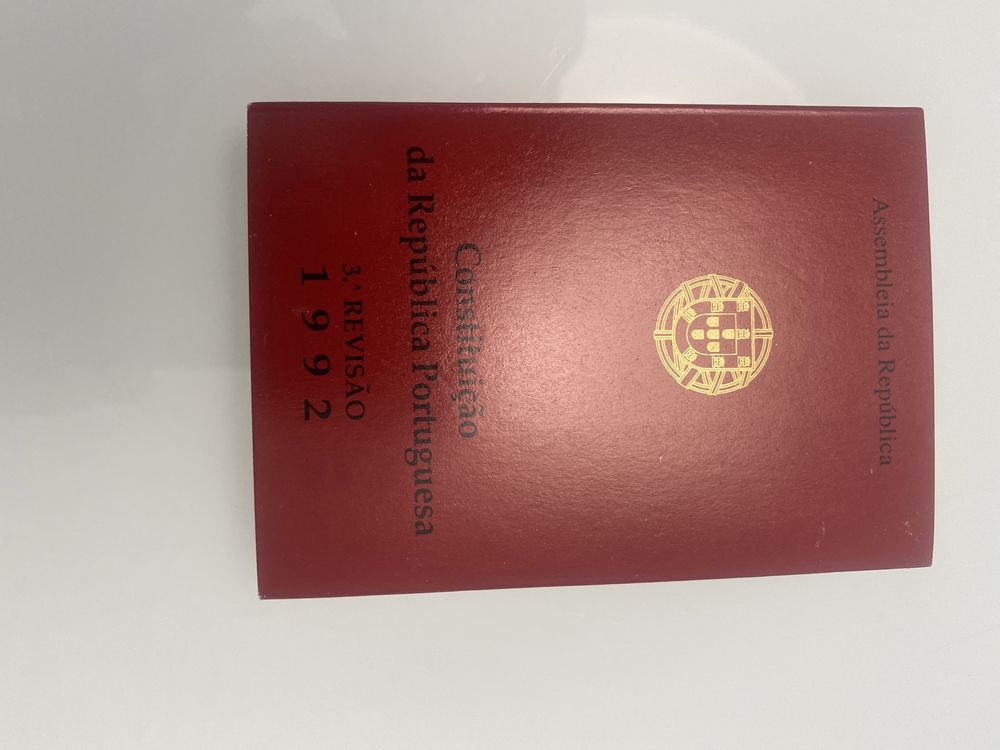 Assembleia da República
Constituição
da República Portuguesa
3.ª REVISÃO
1992